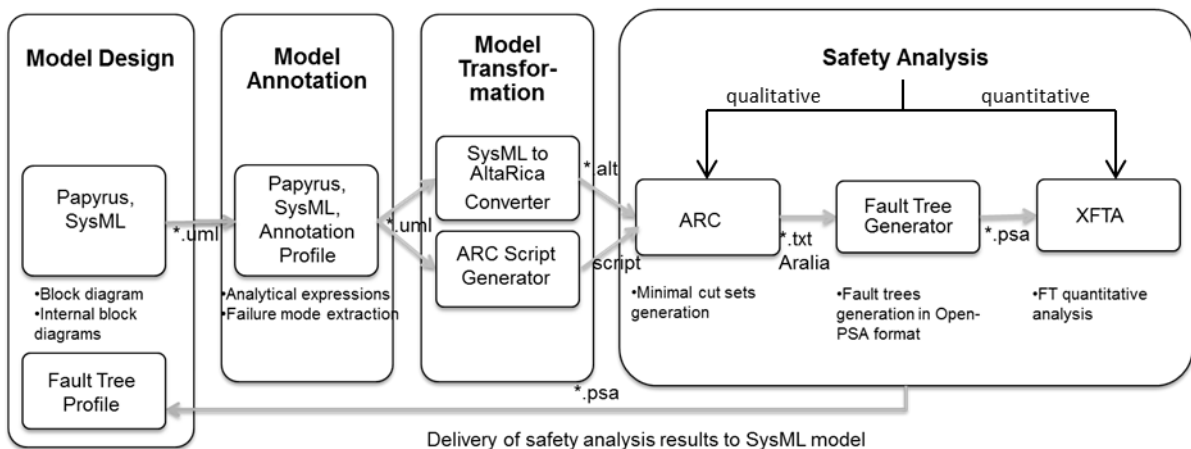 Model Design
Papyrus,
SysML
*.uml
•Block diagram
•Internal block
diagrams
Fault Tree
Profile
Model
Annotation
Papyrus,
SysML,
Annotation
Profile
*.uml
•Analytical expressions
•Failure mode extraction
Model
Transfor-
mation
SysML to
AltaRica
Converter
*.alt
ARC Script
Generator
script
Safety Analysis
qualitative
quantitative
ARC
*.txt
Aralia
•Minimal cut sets
generation
Fault Tree
Generator
*.psa
•Fault trees
generation in Open-
PSA format
XFTA
•FT quantitative
analysis
*.psa
Delivery of safety analysis results to SysML model